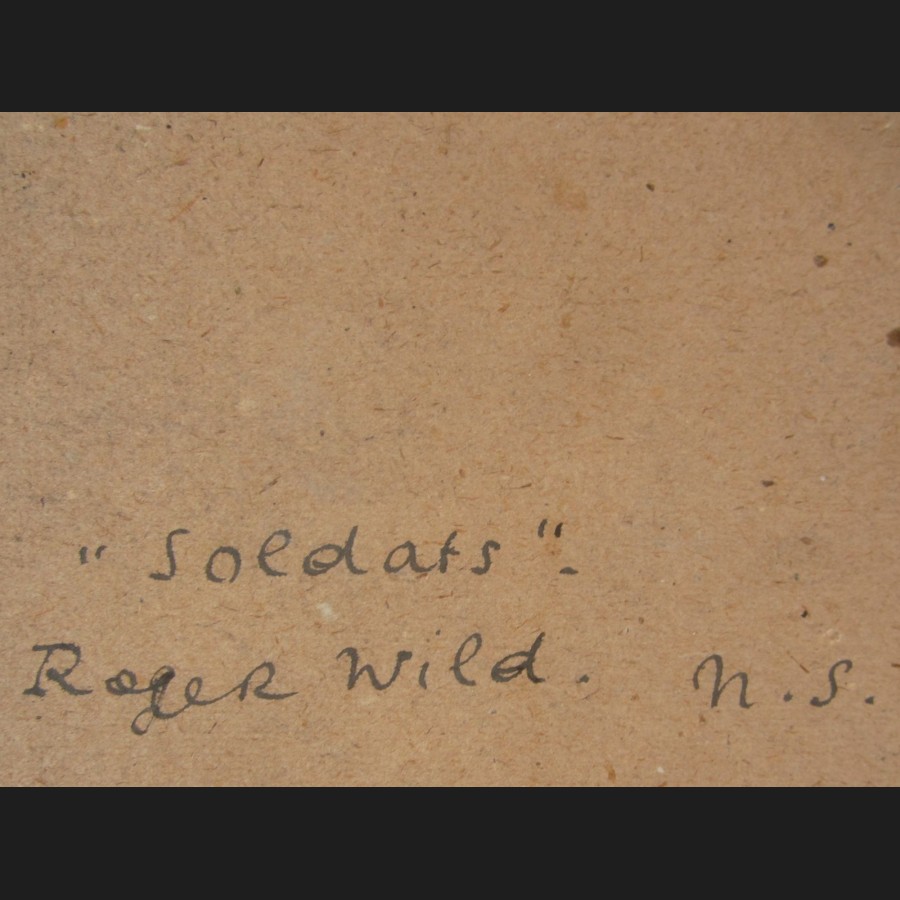 "Soldats".
Roger Wild. N.S.